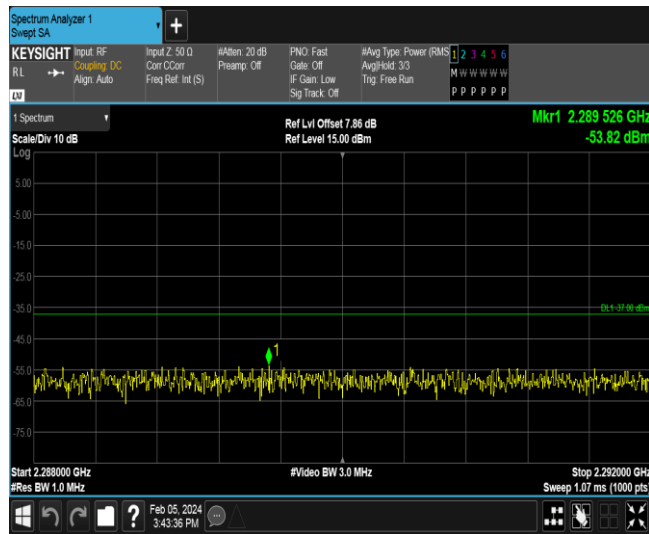 Spectrum Analyzer 1
Swept SA
+
KEYSIGHT
RL
LXI
Input: RF
Coupling: DC
Align: Auto
Input Z: 50 Ω
Corr CCorr
Freq Ref: Int (S)
#Atten: 20 dB
Preamp: Off
PNO: Fast
Gate: Off
IF Gain: Low
Sig Track: Off
#Avg Type: Power (RMS
Avg|Hold: 3/3
Trig: Free Run
1 2 3 4 5 6
M W W W W W
P P P P P P
1 Spectrum
Scale/Div 10 dB
Log
Ref Lvl Offset 7.86 dB
Ref Level 15.00 dBm
Mkr1 2.289 526 GHz
-53.82 dBm
5.00
-5.00
-15.0
-25.0
-35.0
DL1 -37.00 dBm
-45.0
1
-55.0
-65.0
-75.0
Start 2.288000 GHz
#Res BW 1.0 MHz
#Video BW 3.0 MHz
Stop 2.292000 GHz
Sweep 1.07 ms (1000 pts
?
Feb 05, 2024
3:43:36 PM